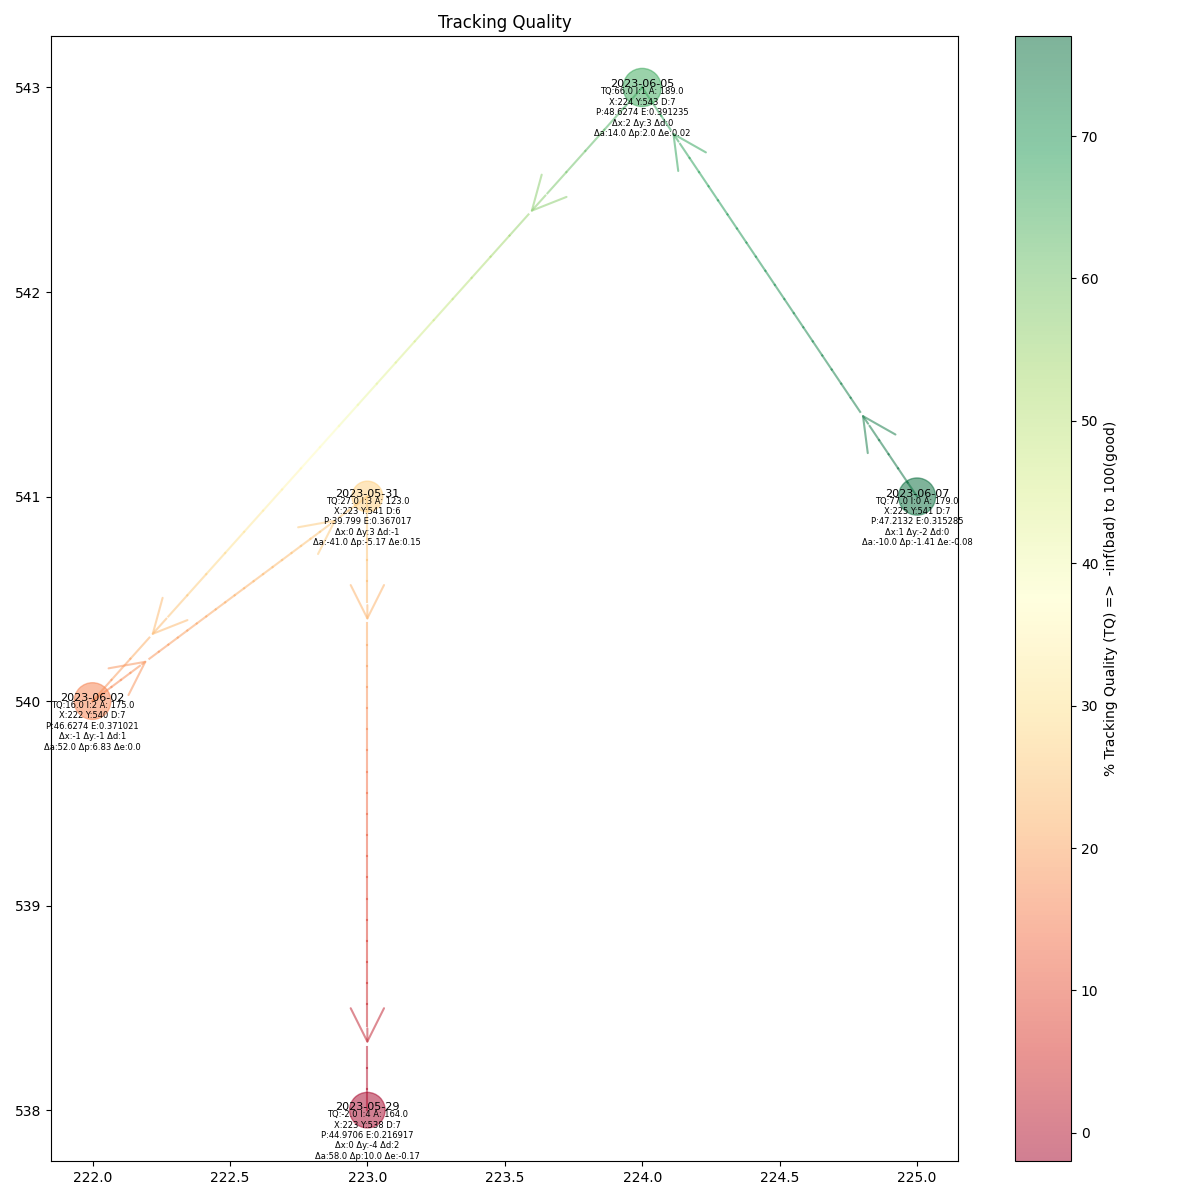 Tracking Quality
543
542
541
540
539
538
2023-06-05
TQ:66.0 I:1 A: 189.0
X:224 Y:543 D:7
P:48.6274 E:0.391235
Δx:2 Δy:3 Δd:0
Δa:14.0 Δp:2.0 Δe:0.02
2023-05-31
TQ:27.0 I:3 A: 123.0
X:223 Y:541 D:6
P:39.799 E:0.367017
Δx:0 Δy:3 Δd:-1
Δa:-41.0 Δp:-5.17 Δe:0.15
2023-06-07
TQ:77.0 I:0 A: 179.0
X:225 Y:541 D:7
P:47.2132 E:0.315285
Δx:1 Δy:-2 Δd:0
Δa:-10.0 Δp:-1.41 Δe:-0.08
2023-06-02
TQ:16.0 I:2 A: 175.0
X:222 Y:540 D:7
P:46.6274 E:0.371021
Δx:-1 Δy:-1 Δd:1
Δa:52.0 Δp:6.83 Δe:0.0
2023-05-29
TQ:-2.0 I:4 A: 164.0
X:223 Y:538 D:7
P:44.9706 E:0.216917
Δx:0 Δy:-4 Δd:2
Δa:58.0 Δp:10.0 Δe:-0.17
222.0 222.5 223.0 223.5 224.0 224.5 225.0
70
60
50
40
30
20
10
0
% Tracking Quality (TQ) => -inf(bad) to 100(good)